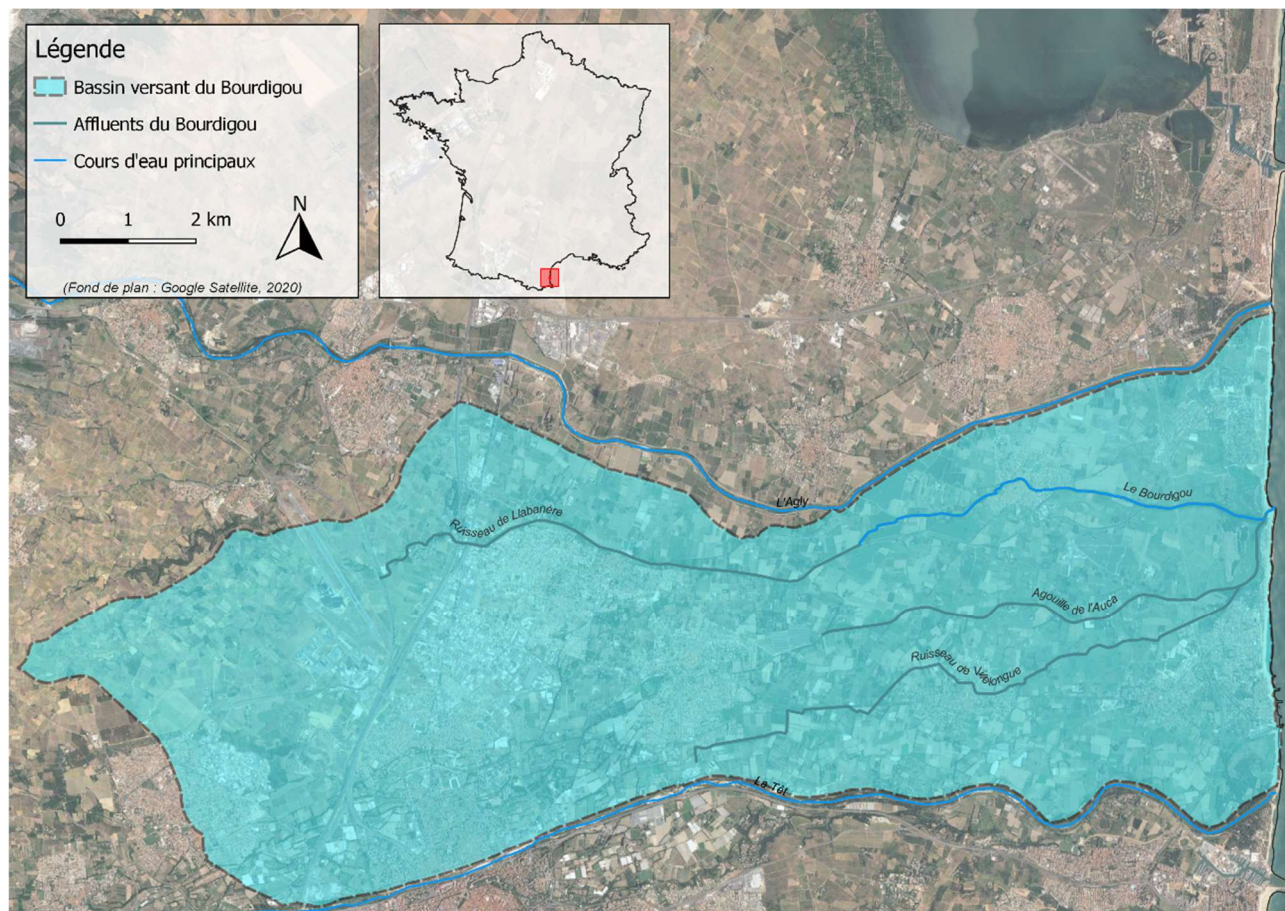 Légende
Bassin versant du Bourdigou
Affluents du Bourdigou
Cours d'eau principaux
0 1 2 km
N
(Fond de plan : Google Satellite, 2020)
L'Agly
Le Bourdigou
Ruisseau de Llabanère
Agouille de l'Auca
Ruisseau de
La Têt